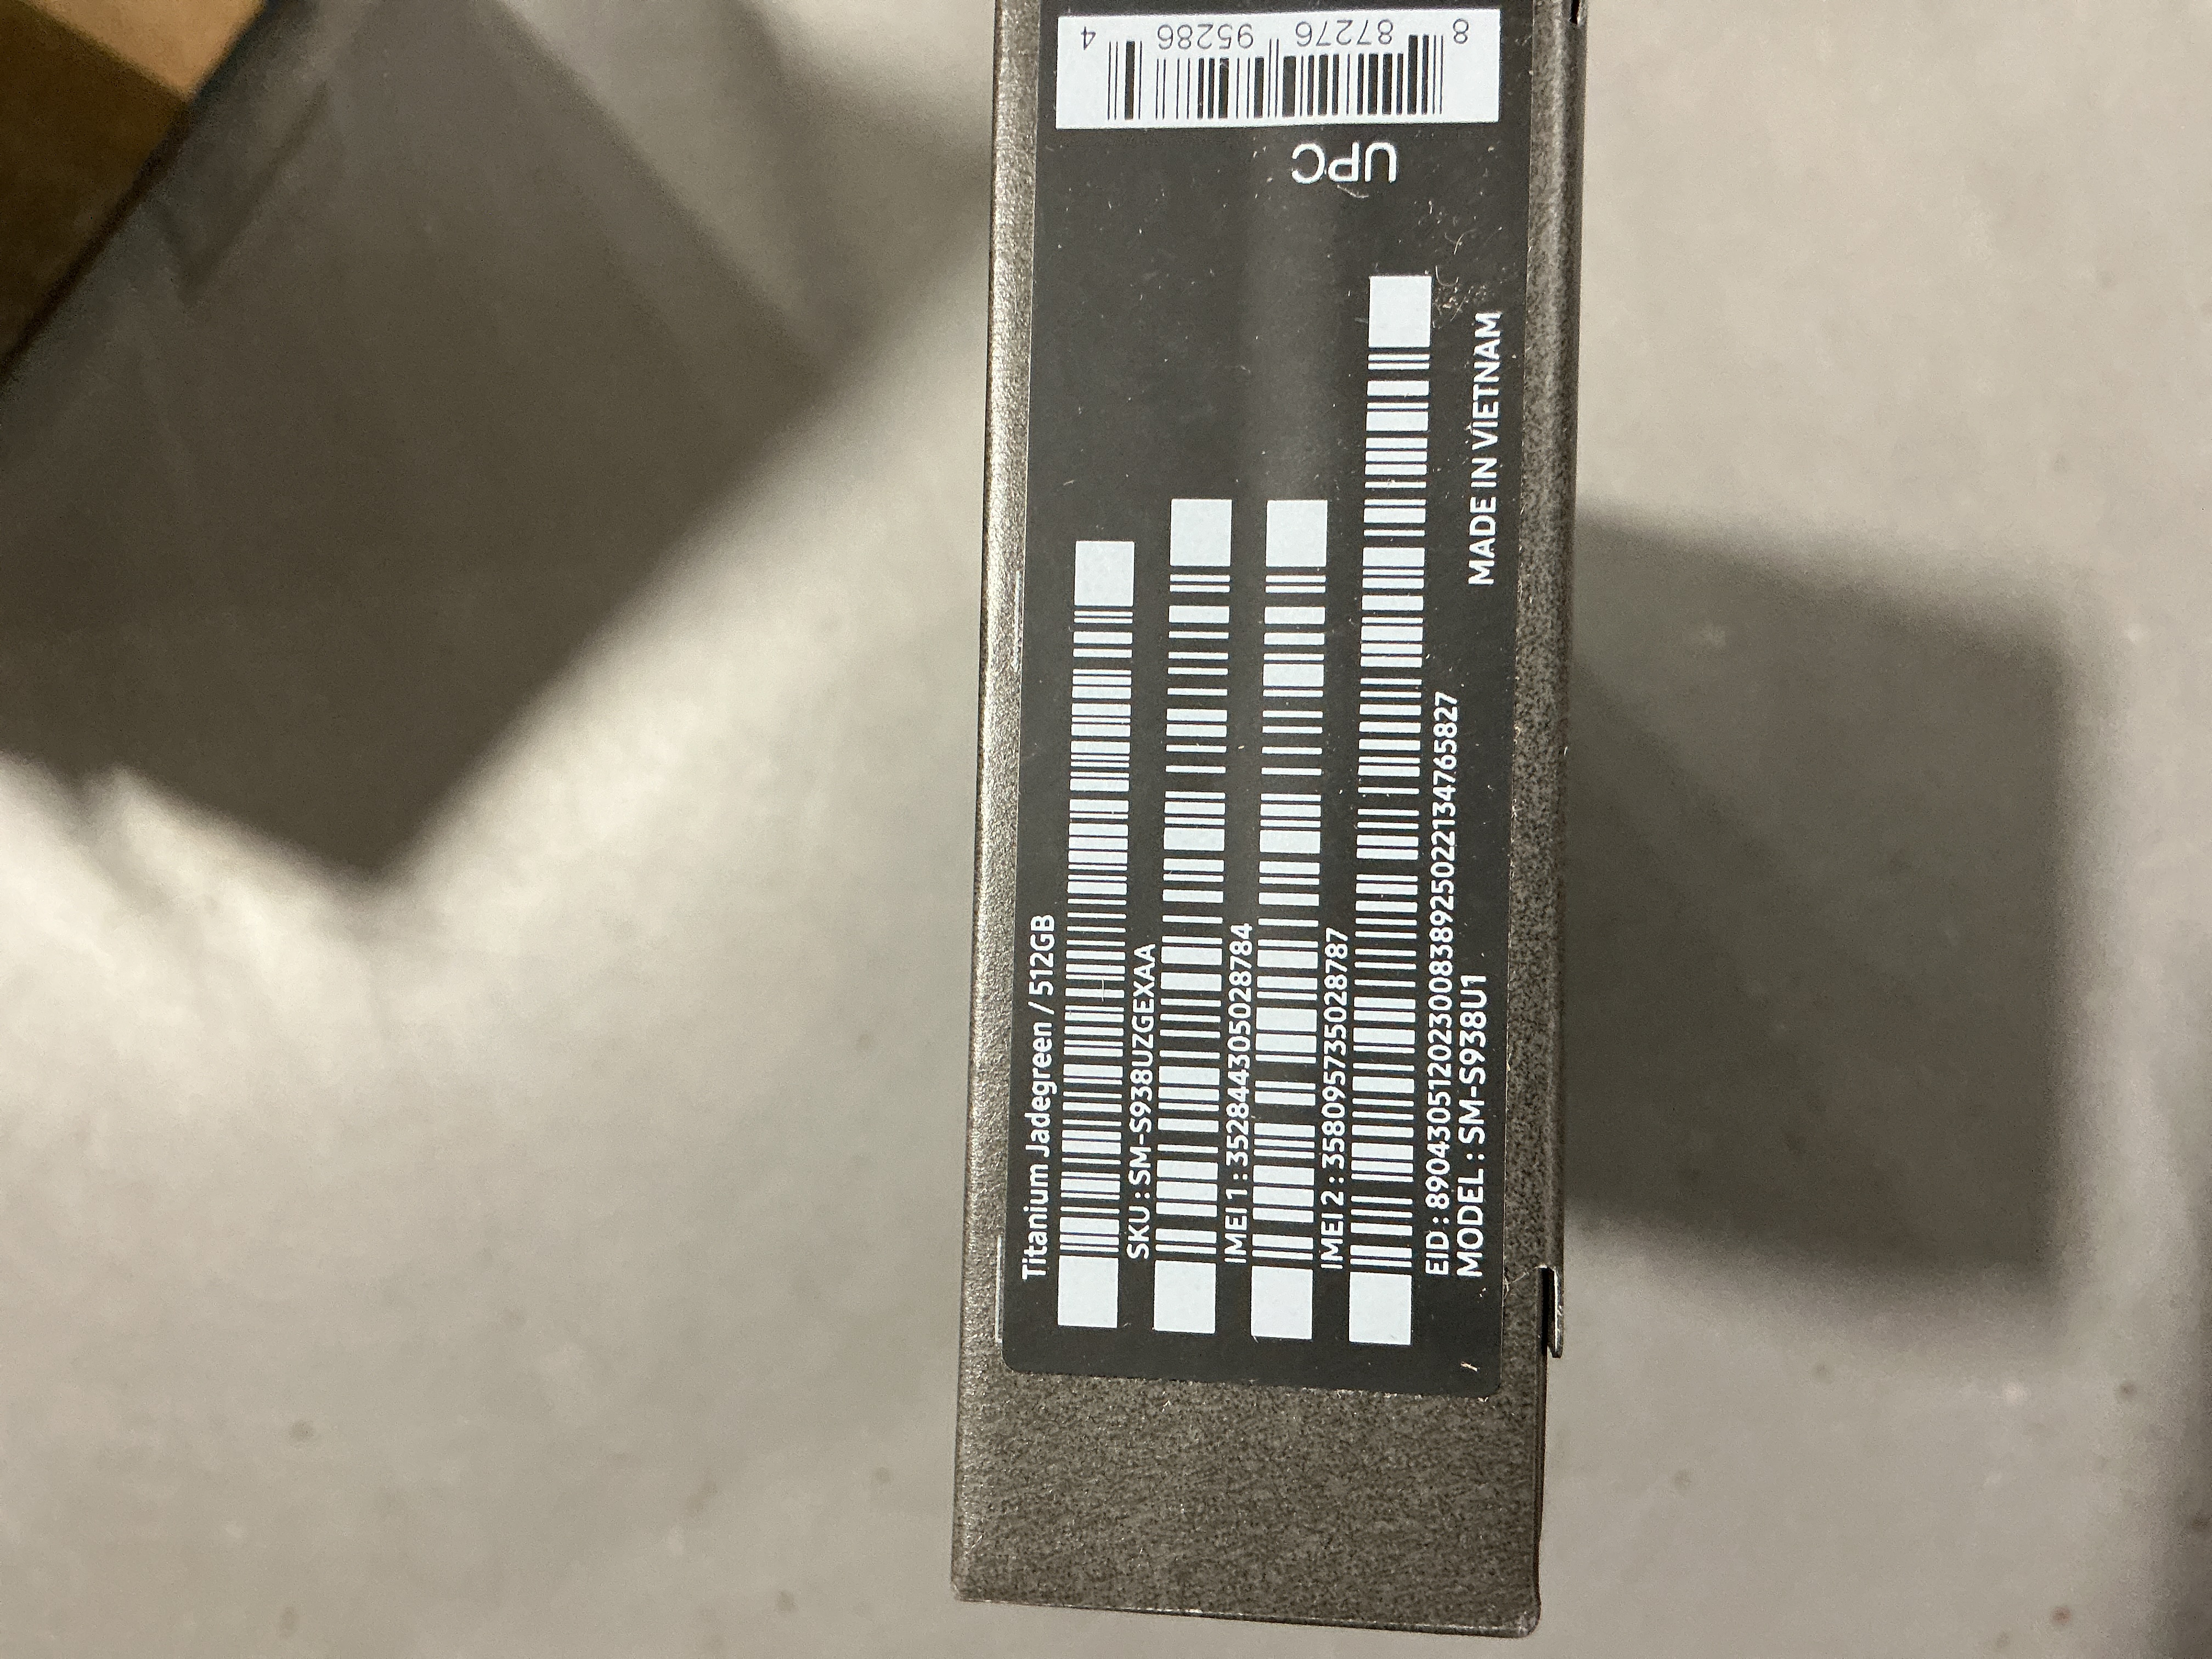 Titanium Jadegreen / 512GB
SKU : SM-S938UZGEXAA
IMEI 1 : 352844305028784
IMEI 2 : 358095735028787
EID : 89043051202300838925022134765827
MODEL : SM-S938U1
MADE IN VIETNAM
UPC
8 87276 95286 4